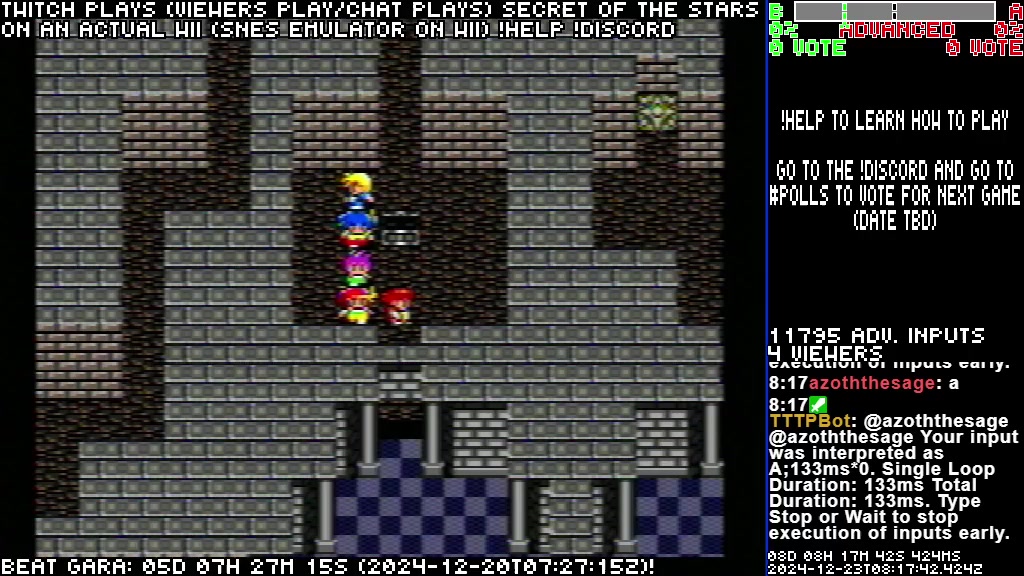 TWITCH PLAYS (VIEWERS PLAY/CHAT PLAYS) SECRET OF THE STARS
ON AN ACTUAL WII (SNES EMULATOR ON WII) !HELP !DISCORD
B A
0% ADVANCED 0%
0 VOTE 0 VOTE
!HELP TO LEARN HOW TO PLAY
GO TO THE !DISCORD AND GO TO
#POLLS TO VOTE FOR NEXT GAME
(DATE TBD)
11795 ADV. INPUTS
4 VIEWERS
execution of inputs early.
8:17 azoththesage: a
8:17
TTTPBot: @azoththesage
@azoththesage Your input
was interpreted as
A;133ms*0. Single Loop
Duration: 133ms Total
Duration: 133ms. Type
Stop or Wait to stop
execution of inputs early.
08D 08H 17M 42S 424MS
2024-12-23T08:17:42.424Z
BEAT GARA: 05D 07H 27M 15S (2024-12-20T07:27:15Z)!